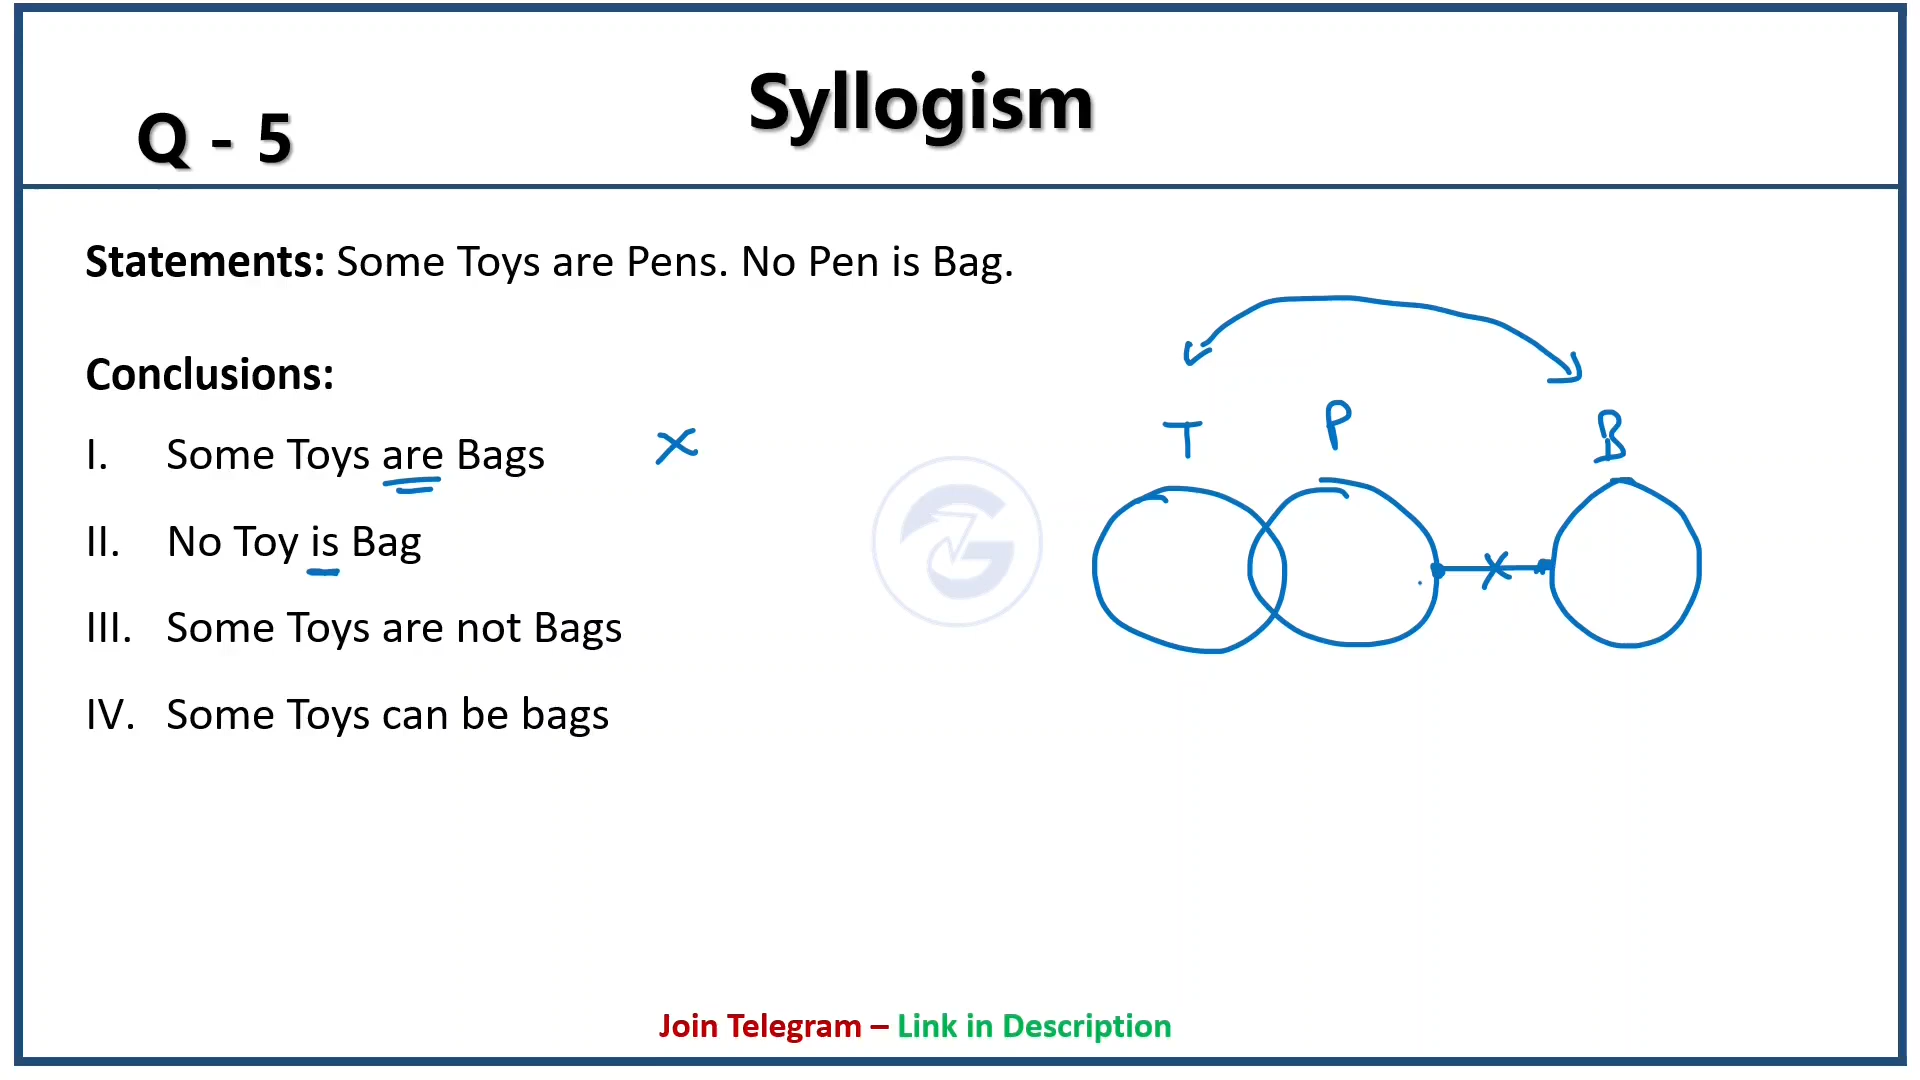 Syllogism
Q - 5
Statements: Some Toys are Pens. No Pen is Bag.
Conclusions:
I. Some Toys are Bags
II. No Toy is Bag
III. Some Toys are not Bags
IV. Some Toys can be bags
T P B
Join Telegram – Link in Description